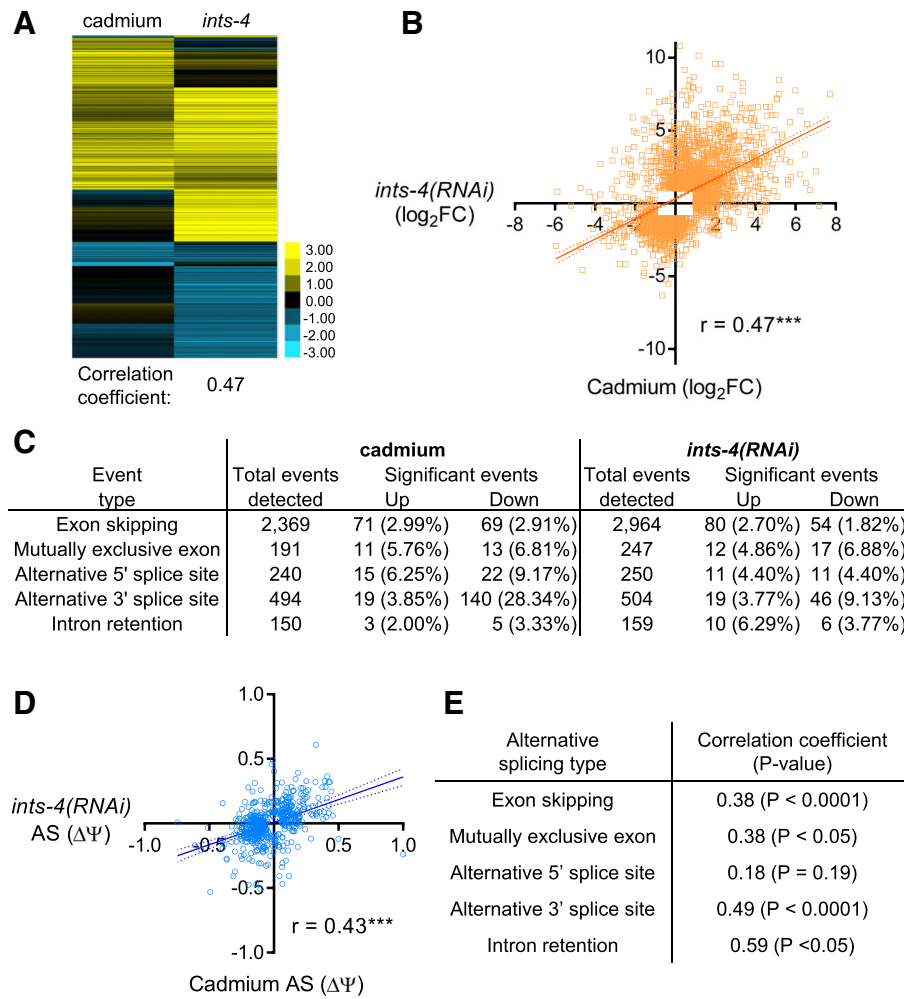 A
cadmium ints-4
3.00
2.00
1.00
0.00
-1.00
-2.00
-3.00
Correlation
coefficient:
0.47
B
ints-4(RNAi)
(log2FC)
10
5
-5
-10
-8 -6 -4 -2 2 4 6 8
r = 0.47***
Cadmium (log2FC)
C
cadmium ints-4(RNAi)
Event Total events Significant events Total events Significant events
type detected Up Down detected Up Down
Exon skipping 2,369 71 (2.99%) 69 (2.91%) 2,964 80 (2.70%) 54 (1.82%)
Mutually exclusive exon 191 11 (5.76%) 13 (6.81%) 247 12 (4.86%) 17 (6.88%)
Alternative 5' splice site 240 15 (6.25%) 22 (9.17%) 250 11 (4.40%) 11 (4.40%)
Alternative 3' splice site 494 19 (3.85%) 140 (28.34%) 504 19 (3.77%) 46 (9.13%)
Intron retention 150 3 (2.00%) 5 (3.33%) 159 10 (6.29%) 6 (3.77%)
D
ints-4(RNAi)
AS (ΔΨ)
1.0
0.5
-0.5
-1.0
-1.0 -0.5 0.5 1.0
r = 0.43***
Cadmium AS (ΔΨ)
E
Alternative Correlation coefficient
splicing type (P-value)
Exon skipping 0.38 (P < 0.0001)
Mutually exclusive exon 0.38 (P < 0.05)
Alternative 5’ splice site 0.18 (P = 0.19)
Alternative 3’ splice site 0.49 (P < 0.0001)
Intron retention 0.59 (P <0.05)